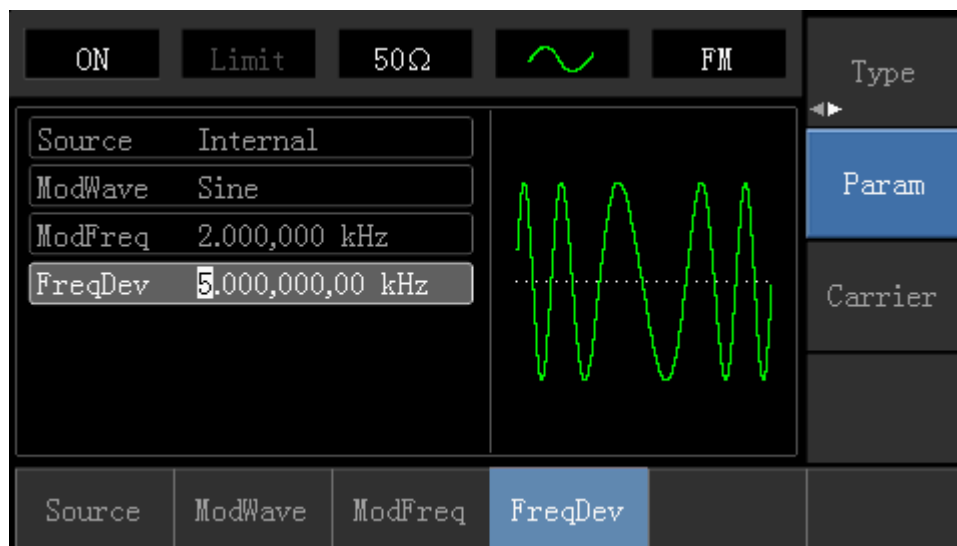 ON Limit 50Ω FM
Type
Source Internal
ModWave Sine
Param
ModFreq 2.000,000 kHz
FreqDev 5.000,000,00 kHz
Carrier
Source ModWave ModFreq FreqDev